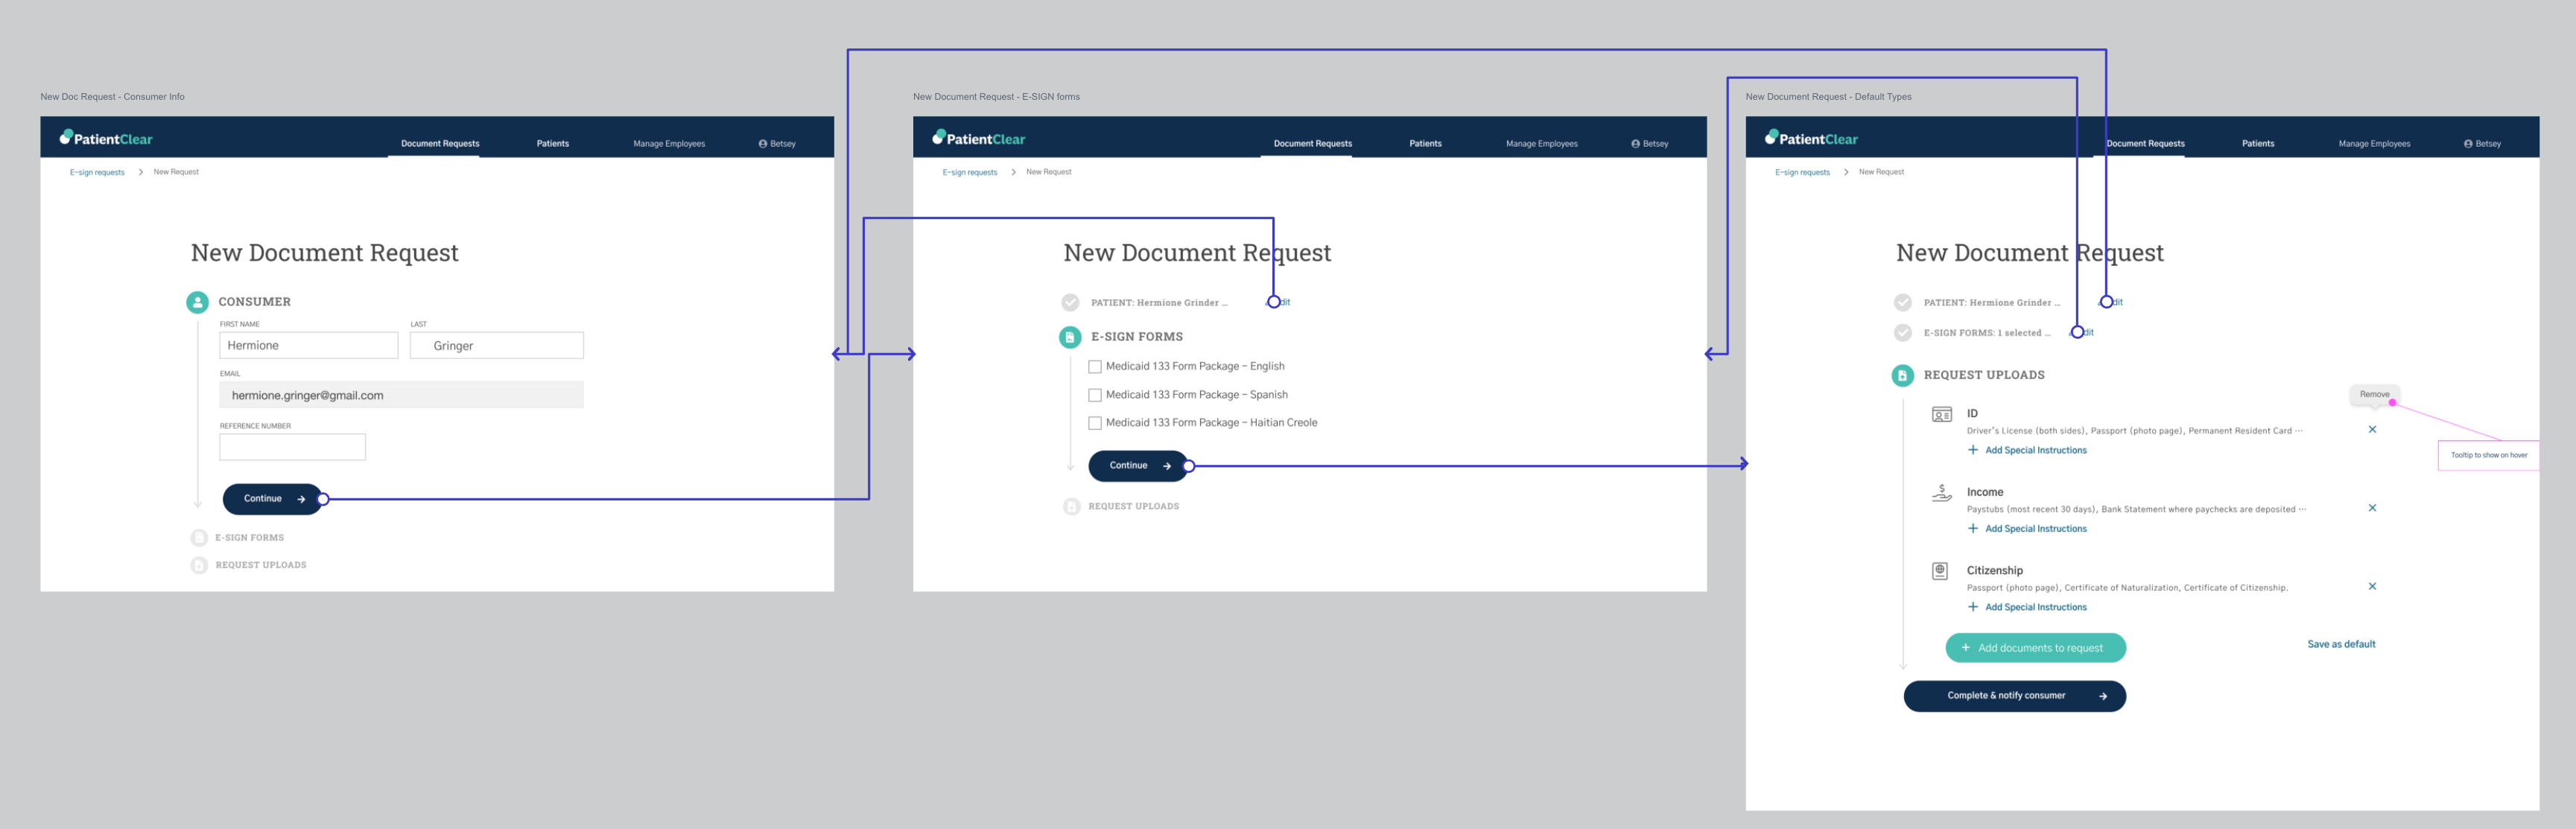 New Doc Request - Consumer Info
PatientClear
Document Requests
Patients
Manage Employees
Betsey
E-sign requests > New Request
New Document Request
CONSUMER
FIRST NAME
LAST
Hermione
Gringer
EMAIL
hermione.gringer@gmail.com
REFERENCE NUMBER
Continue →
E-SIGN FORMS
REQUEST UPLOADS
New Document Request - E-SIGN forms
PatientClear
Document Requests
Patients
Manage Employees
Betsey
E-sign requests > New Request
New Document Request
PATIENT: Hermione Grinder ...
dit
E-SIGN FORMS
Medicaid 133 Form Package – English
Medicaid 133 Form Package – Spanish
Medicaid 133 Form Package – Haitian Creole
Continue →
REQUEST UPLOADS
New Document Request - Default Types
PatientClear
Document Requests
Patients
Manage Employees
Betsey
E-sign requests > New Request
New Document Request
PATIENT: Hermione Grinder ...
dit
E-SIGN FORMS: 1 selected ...
dit
REQUEST UPLOADS
Remove
ID
Driver's License (both sides), Passport (photo page), Permanent Resident Card ...
+ Add Special Instructions
Tooltip to show on hover
Income
Paystubs (most recent 30 days), Bank Statement where paychecks are deposited ...
+ Add Special Instructions
Citizenship
Passport (photo page), Certificate of Naturalization, Certificate of Citizenship.
+ Add Special Instructions
+ Add documents to request
Save as default
Complete & notify consumer →